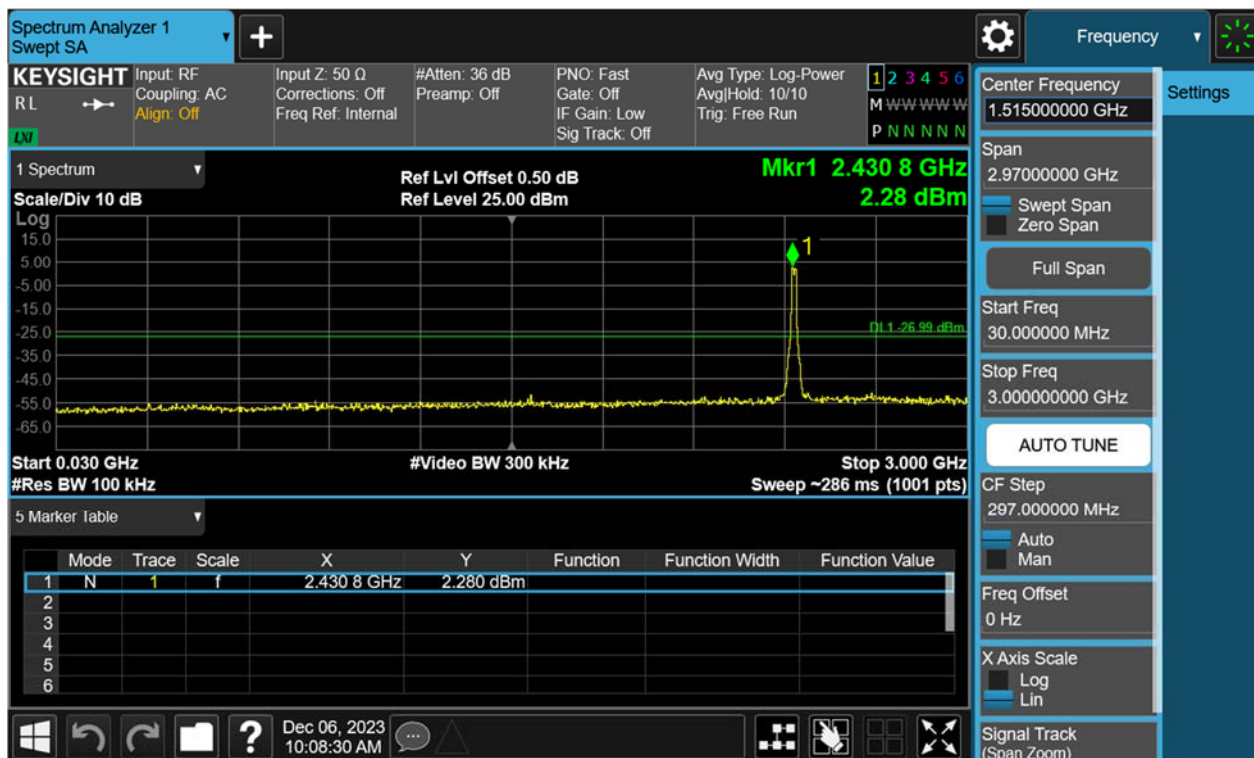 Spectrum Analyzer 1
Swept SA
Frequency
KEYSIGHT
R L
LXI
Input: RF
Coupling: AC
Align: Off
Input Z: 50 Ω
Corrections: Off
Freq Ref: Internal
#Atten: 36 dB
Preamp: Off
PNO: Fast
Gate: Off
IF Gain: Low
Sig Track: Off
Avg Type: Log-Power
Avg|Hold: 10/10
Trig: Free Run
1 2 3 4 5 6
M W W W W W
P N N N N N
1 Spectrum
Scale/Div 10 dB
Ref Lvl Offset 0.50 dB
Ref Level 25.00 dBm
Mkr1 2.430 8 GHz
2.28 dBm
Log
15.0
5.00
-5.00
-15.0
-25.0
-35.0
-45.0
-55.0
-65.0
1
DL1 -26.99 dBm
Start 0.030 GHz
#Video BW 300 kHz
Stop 3.000 GHz
#Res BW 100 kHz
Sweep ~286 ms (1001 pts)
5 Marker Table
Mode Trace Scale X Y Function Function Width Function Value
1 N 1 f 2.430 8 GHz 2.280 dBm
2
3
4
5
6
?
Dec 06, 2023
10:08:30 AM
Center Frequency
1.515000000 GHz
Settings
Span
2.97000000 GHz
Swept Span
Zero Span
Full Span
Start Freq
30.000000 MHz
Stop Freq
3.000000000 GHz
AUTO TUNE
CF Step
297.000000 MHz
Auto
Man
Freq Offset
0 Hz
X Axis Scale
Log
Lin
Signal Track
(Span Zoom)